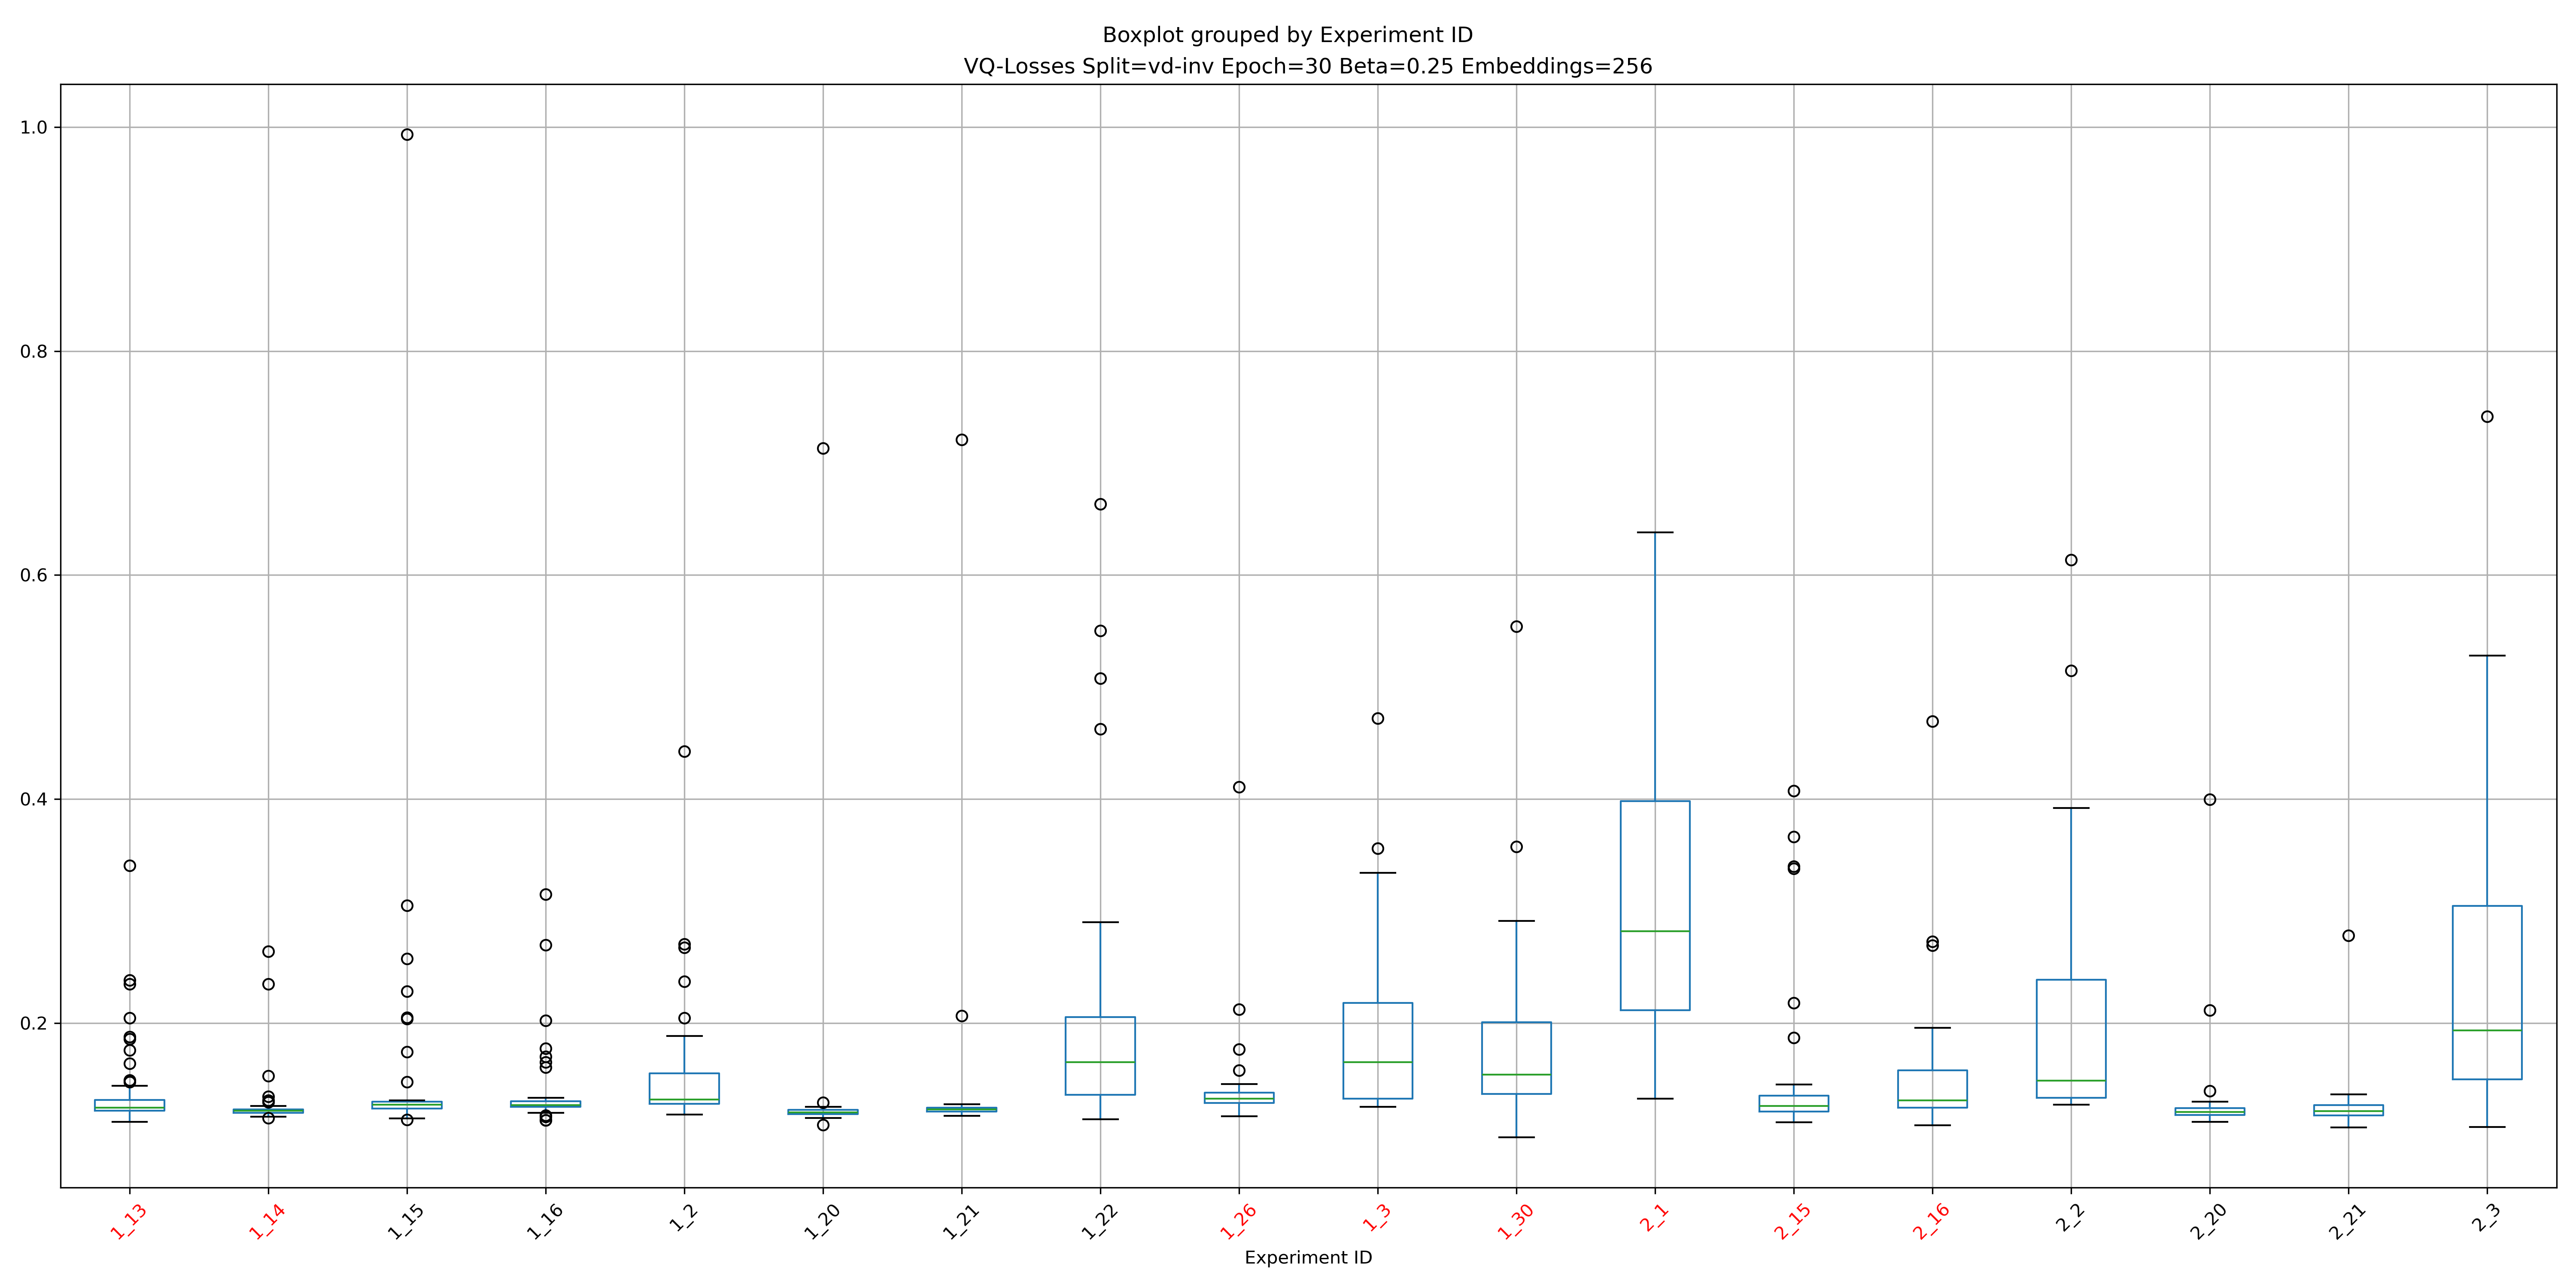 Boxplot grouped by Experiment ID
VQ-Losses Split=vd-inv Epoch=30 Beta=0.25 Embeddings=256
1.0
0.8
0.6
0.4
0.2
1_13 1_14 1_15 1_16 1_2 1_20 1_21 1_22 1_26 1_3 1_30 2_1 2_15 2_16 2_2 2_20 2_21 2_3
Experiment ID